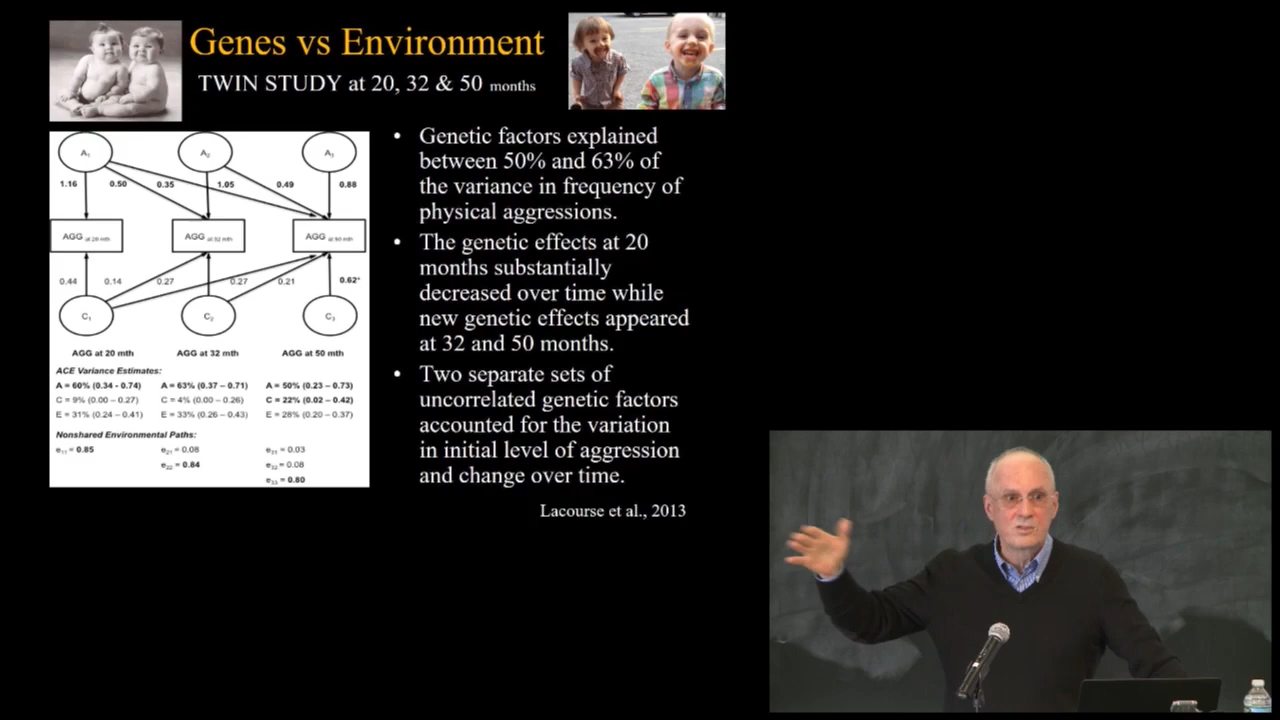 Genes vs Environment
TWIN STUDY at 20, 32 & 50 months
A₁ A₂ A₃
1.16 0.50 0.35 1.05 0.49 0.88
AGG at 20 mth AGG at 32 mth AGG at 50 mth
0.44 0.14 0.27 0.27 0.21 0.62*
C₁ C₂ C₃
AGG at 20 mth AGG at 32 mth AGG at 50 mth
ACE Variance Estimates:
A = 60% (0.34 - 0.74) A = 63% (0.37 – 0.71) A = 50% (0.23 – 0.73)
C = 9% (0.00 – 0.27) C = 4% (0.00 – 0.26) C = 22% (0.02 – 0.42)
E = 31% (0.24 – 0.41) E = 33% (0.26 – 0.43) E = 28% (0.20 – 0.37)
Nonshared Environmental Paths:
e₁₁ = 0.85 e₂₁ = 0.08 e₃₁ = 0.03
e₂₂ = 0.84 e₃₂ = 0.08
e₃₃ = 0.80
• Genetic factors explained
between 50% and 63% of
the variance in frequency of
physical aggressions.
• The genetic effects at 20
months substantially
decreased over time while
new genetic effects appeared
at 32 and 50 months.
• Two separate sets of
uncorrelated genetic factors
accounted for the variation
in initial level of aggression
and change over time.
Lacourse et al., 2013